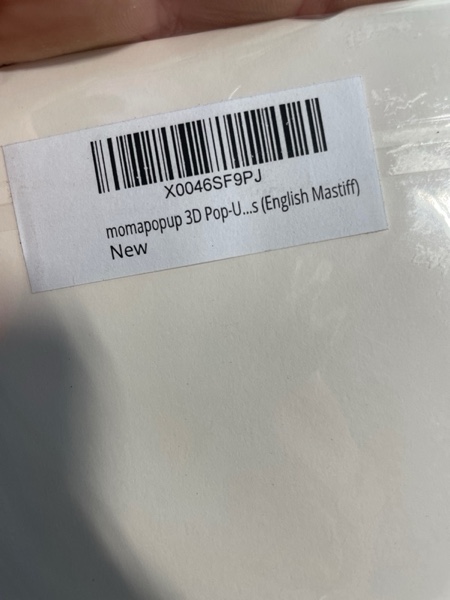 X0046SF9PJ
momapopup 3D Pop-U...s (English Mastiff)
New